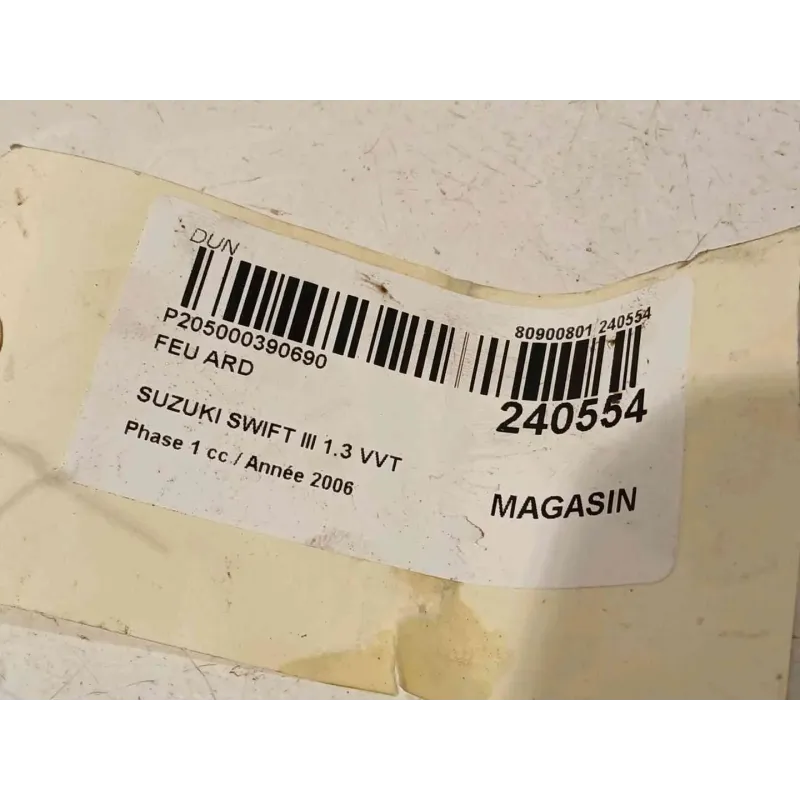 DUN
P205000390690
FEU ARD
80900801 240554
240554
SUZUKI SWIFT III 1.3 VVT
Phase 1 cc./ Année 2006
MAGASIN